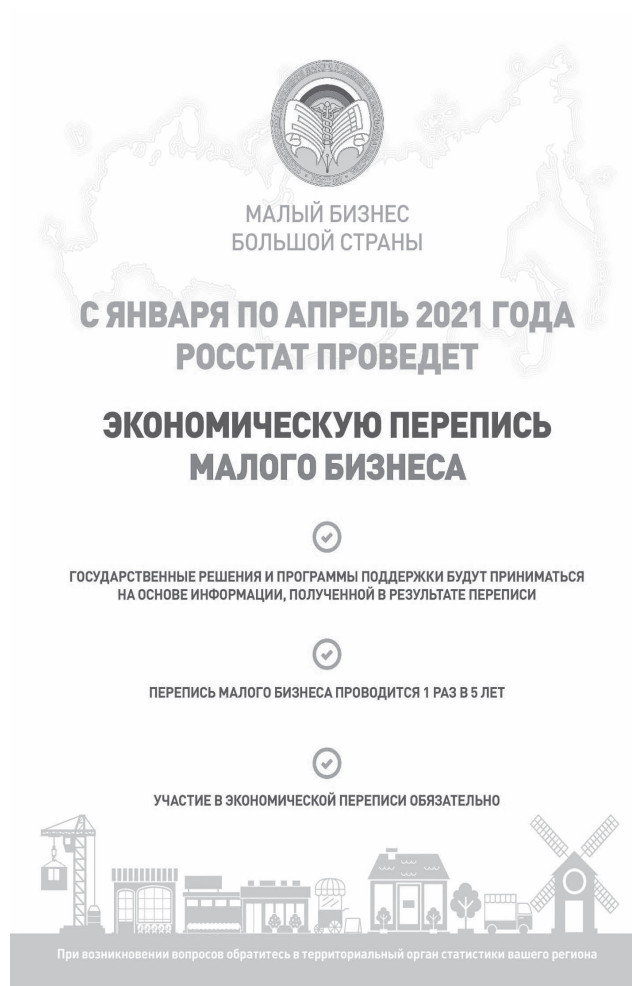 МАЛЫЙ БИЗНЕС
БОЛЬШОЙ СТРАНЫ
С ЯНВАРЯ ПО АПРЕЛЬ 2021 ГОДА
РОССТАТ ПРОВЕДЕТ
ЭКОНОМИЧЕСКУЮ ПЕРЕПИСЬ
МАЛОГО БИЗНЕСА
ГОСУДАРСТВЕННЫЕ РЕШЕНИЯ И ПРОГРАММЫ ПОДДЕРЖКИ БУДУТ ПРИНИМАТЬСЯ
НА ОСНОВЕ ИНФОРМАЦИИ, ПОЛУЧЕННОЙ В РЕЗУЛЬТАТЕ ПЕРЕПИСИ
ПЕРЕПИСЬ МАЛОГО БИЗНЕСА ПРОВОДИТСЯ 1 РАЗ В 5 ЛЕТ
УЧАСТИЕ В ЭКОНОМИЧЕСКОЙ ПЕРЕПИСИ ОБЯЗАТЕЛЬНО
При возникновении вопросов обратитесь в территориальный орган статистики вашего региона